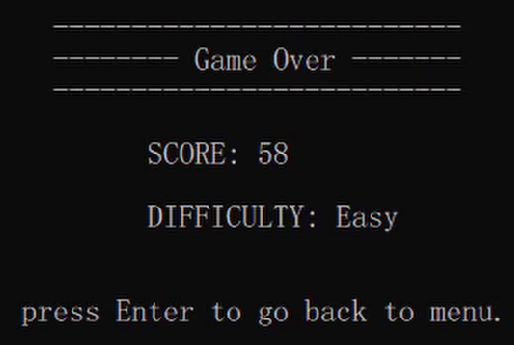 --------------------------
-------- Game Over -------
--------------------------
SCORE: 58
DIFFICULTY: Easy
press Enter to go back to menu.